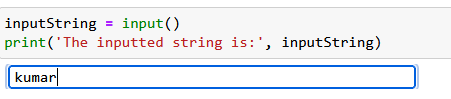 inputString = input()
print('The inputted string is:', inputString)
kumar